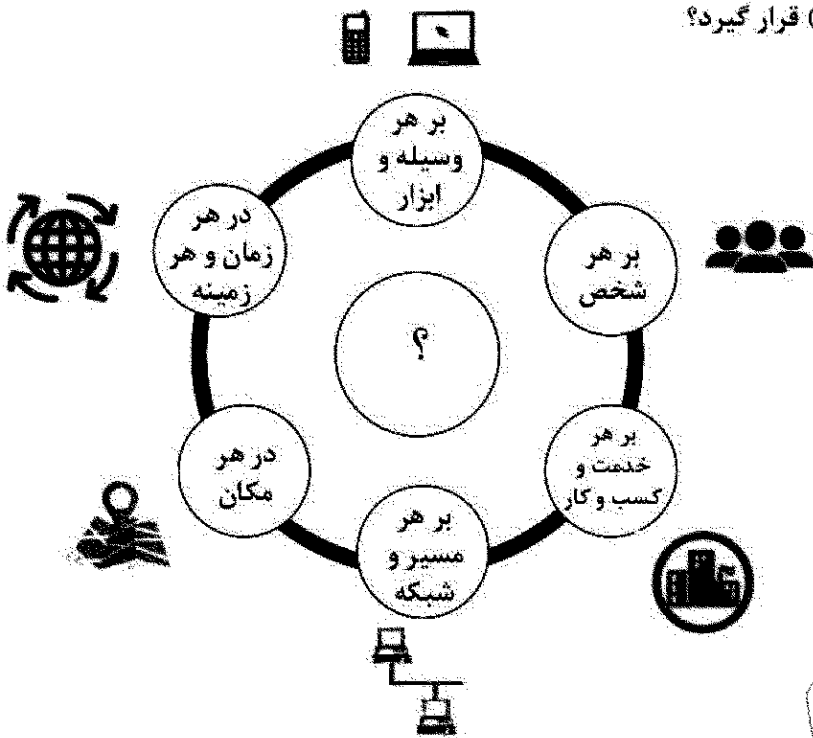 ) قرار گیرد؟
بر هر
وسیله و
ابزار
در هر
زمان و هر
زمینه
بر هر
شخص
؟
بر هر
خدمت و
کسب و کار
در هر
مکان
بر هر
مسیر و
شبکه